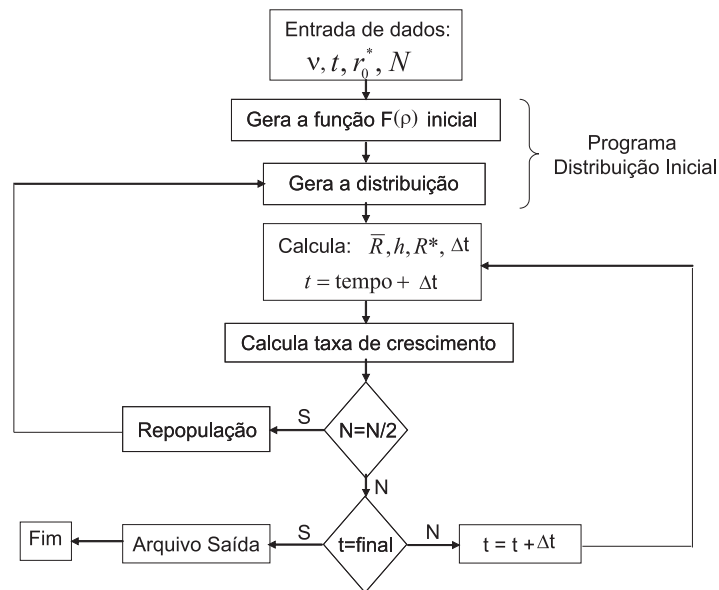 Entrada de dados:
ν, t, r₀*, N
Gera a função F(ρ) inicial
Programa
Distribuição Inicial
Gera a distribuição
Calcula: R̅, h, R*, Δt
t = tempo + Δt
Calcula taxa de crescimento
S
Repopulação
N=N/2
N
S
N
Fim
Arquivo Saída
t=final
t = t + Δt